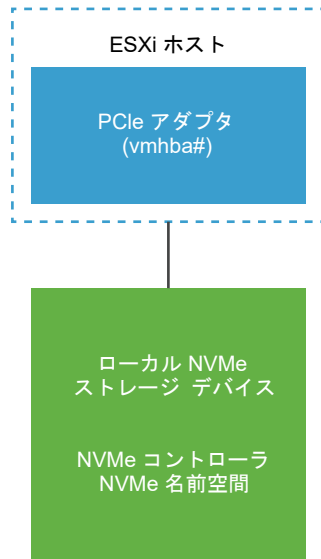 ESXi ホスト
PCIe アダプタ
(vmhba#)
ローカル NVMe
ストレージ デバイス
NVMe コントローラ
NVMe 名前空間